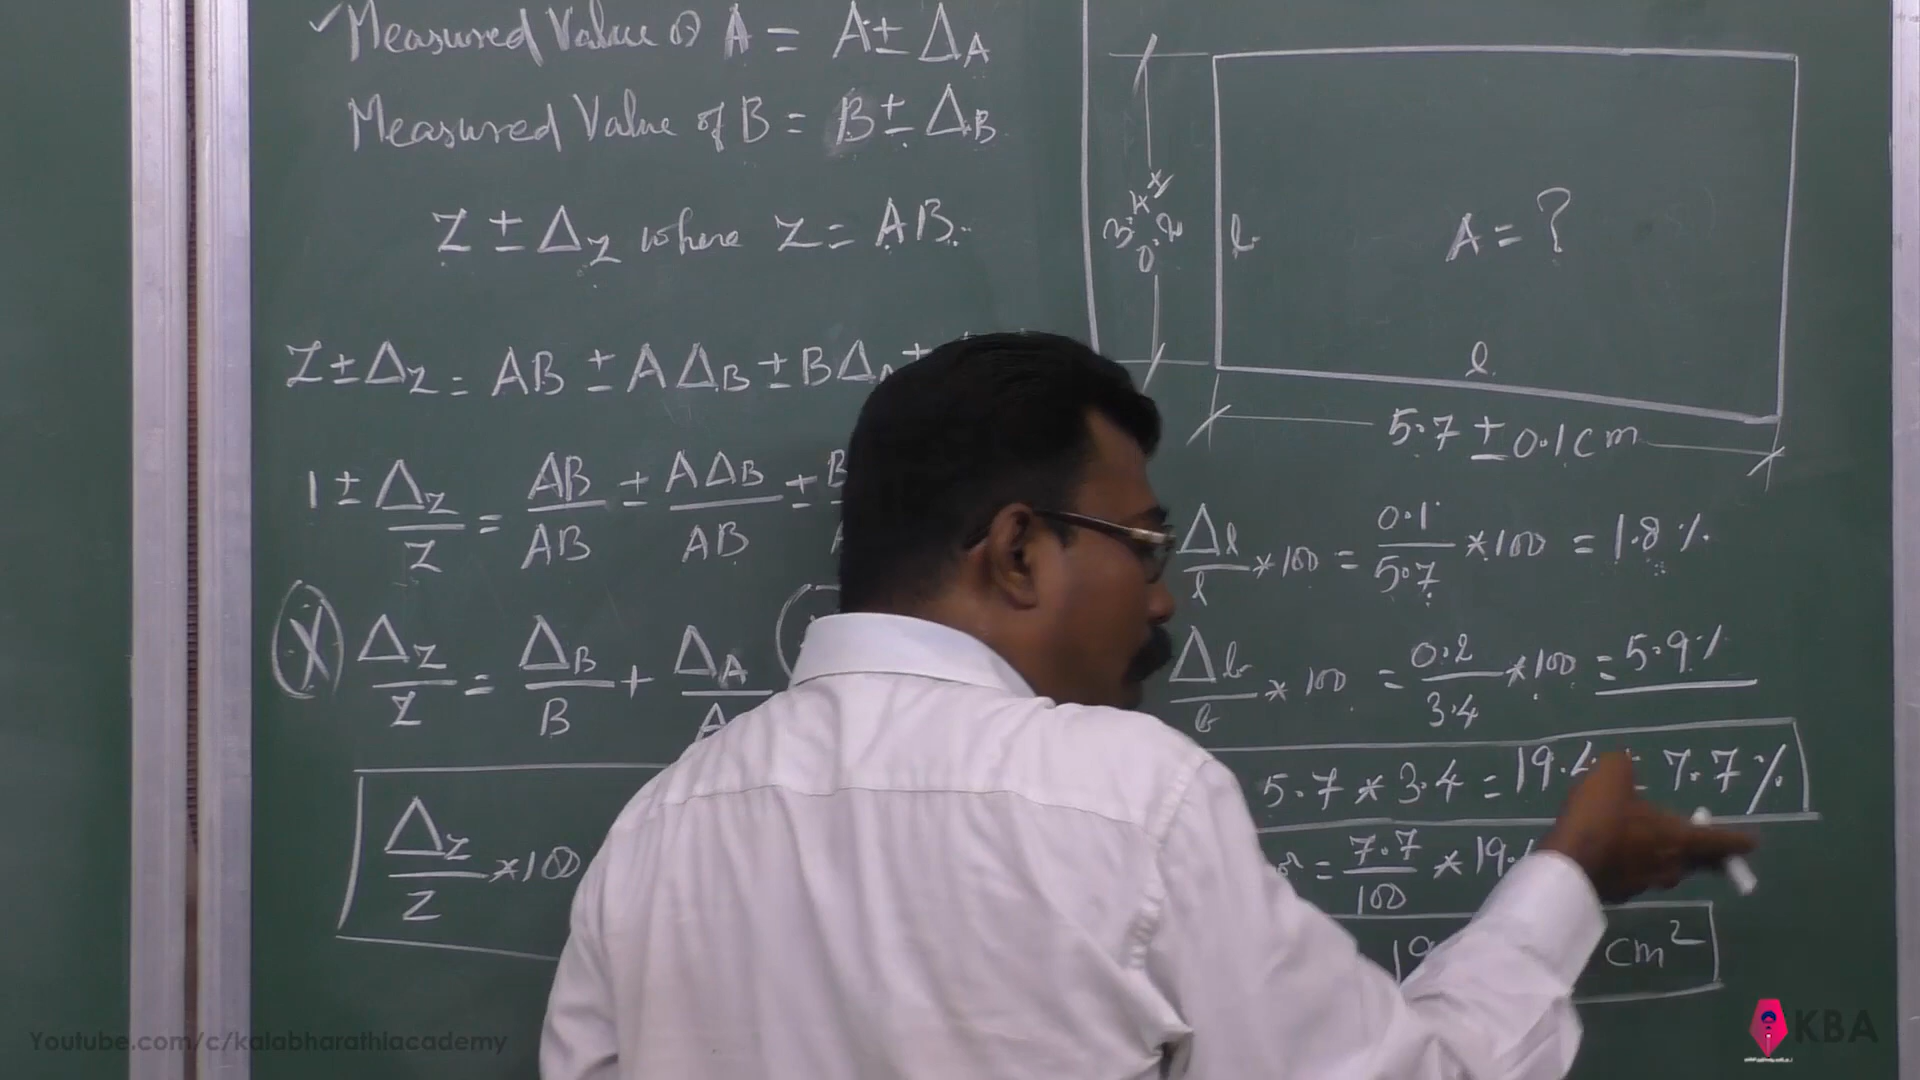 ✓ Measured Value of A = A ± ΔA
Measured Value of B = B ± ΔB
Z ± ΔZ where Z = AB.
Z ± ΔZ = AB ± AΔB ± BΔ
1 ± ΔZ/Z = AB/AB ± AΔB/AB ±
(X) ΔZ/Z = ΔB/B + ΔA/A
ΔZ/Z * 100
3.4 ± 0.2
b
A = ?
l
5.7 ± 0.1 cm
Δl/l * 100 = 0.1/5.7 * 100 = 1.8 %
Δb/b * 100 = 0.2/3.4 * 100 = 5.9 %
5.7 * 3.4 = 19.4 = 7.7 %
= 7.7/100 * 19.4
19 cm²
Youtube.com/c/kalabharathiacademy
KBA